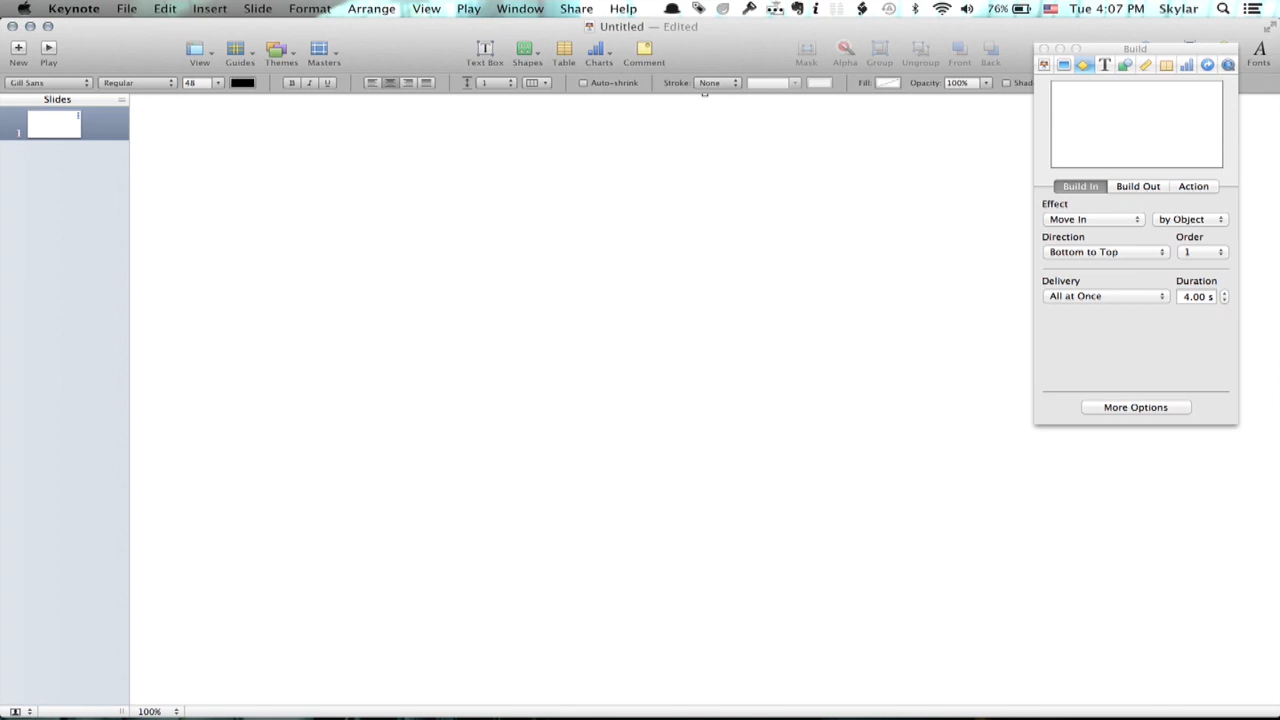 Keynote File Edit Insert Slide Format Arrange View Play Window Share Help 76% Tue 4:07 PM Skylar
Untitled — Edited
New Play View Guides Themes Masters Text Box Shapes Table Charts Comment Mask Alpha Group Ungroup Front Back Fonts
Gill Sans Regular 48 B I U 1 Auto-shrink Stroke: None Fill: Opacity: 100% Shad
Slides
1
Build
Build In Build Out Action
Effect
Move In by Object
Direction Order
Bottom to Top 1
Delivery Duration
All at Once 4.00 s
More Options
100%